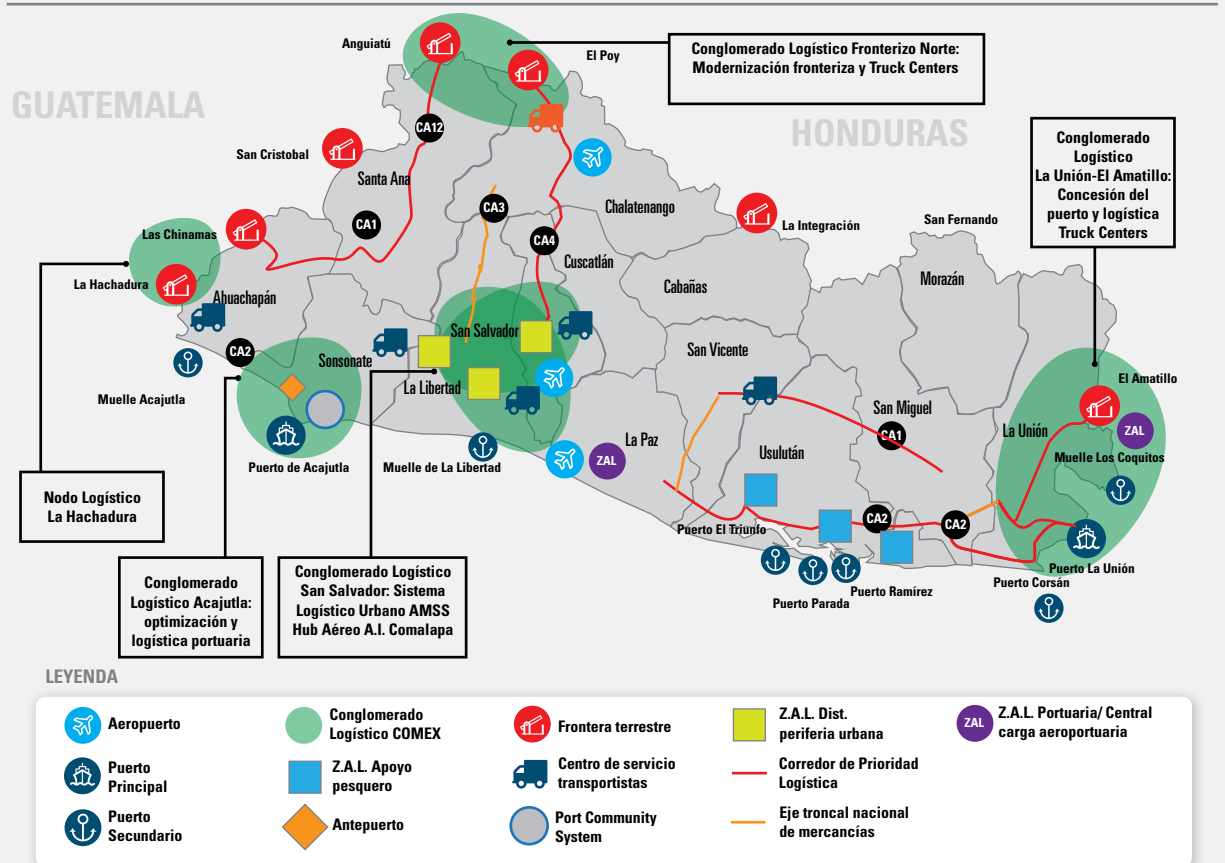 Anguiatú
El Poy
Conglomerado Logístico Fronterizo Norte:
Modernización fronteriza y Truck Centers
GUATEMALA
HONDURAS
Conglomerado
Logístico
La Unión-El Amatillo:
Concesión del
puerto y logística
Truck Centers
CA12
San Cristobal
Santa Ana
CA1
CA3
Chalatenango
La Integración
San Fernando
Las Chinamas
CA4
Cuscatlán
Morazán
La Hachadura
Ahuachapán
Cabañas
CA2
Sonsonate
San Salvador
San Vicente
Muelle Acajutla
La Libertad
El Amatillo
San Miguel
CA1
La Unión
ZAL
La Paz
Usulután
Puerto de Acajutla
Muelle de La Libertad
ZAL
Muelle Los Coquitos
Nodo Logístico
La Hachadura
Puerto El Triunfo
CA2
CA2
Puerto La Unión
Puerto Corsán
Puerto Ramírez
Puerto Parada
Conglomerado
Logístico Acajutla:
optimización y
logística portuaria
Conglomerado Logístico
San Salvador: Sistema
Logístico Urbano AMSS
Hub Aéreo A.I. Comalapa
LEYENDA
Aeropuerto
Puerto
Principal
Puerto
Secundario
Conglomerado
Logístico COMEX
Z.A.L. Apoyo
pesquero
Antepuerto
Frontera terrestre
Centro de servicio
transportistas
Port Community
System
Z.A.L. Dist.
periferia urbana
Corredor de Prioridad
Logística
Eje troncal nacional
de mercancías
ZAL
Z.A.L. Portuaria/ Central
carga aeroportuaria